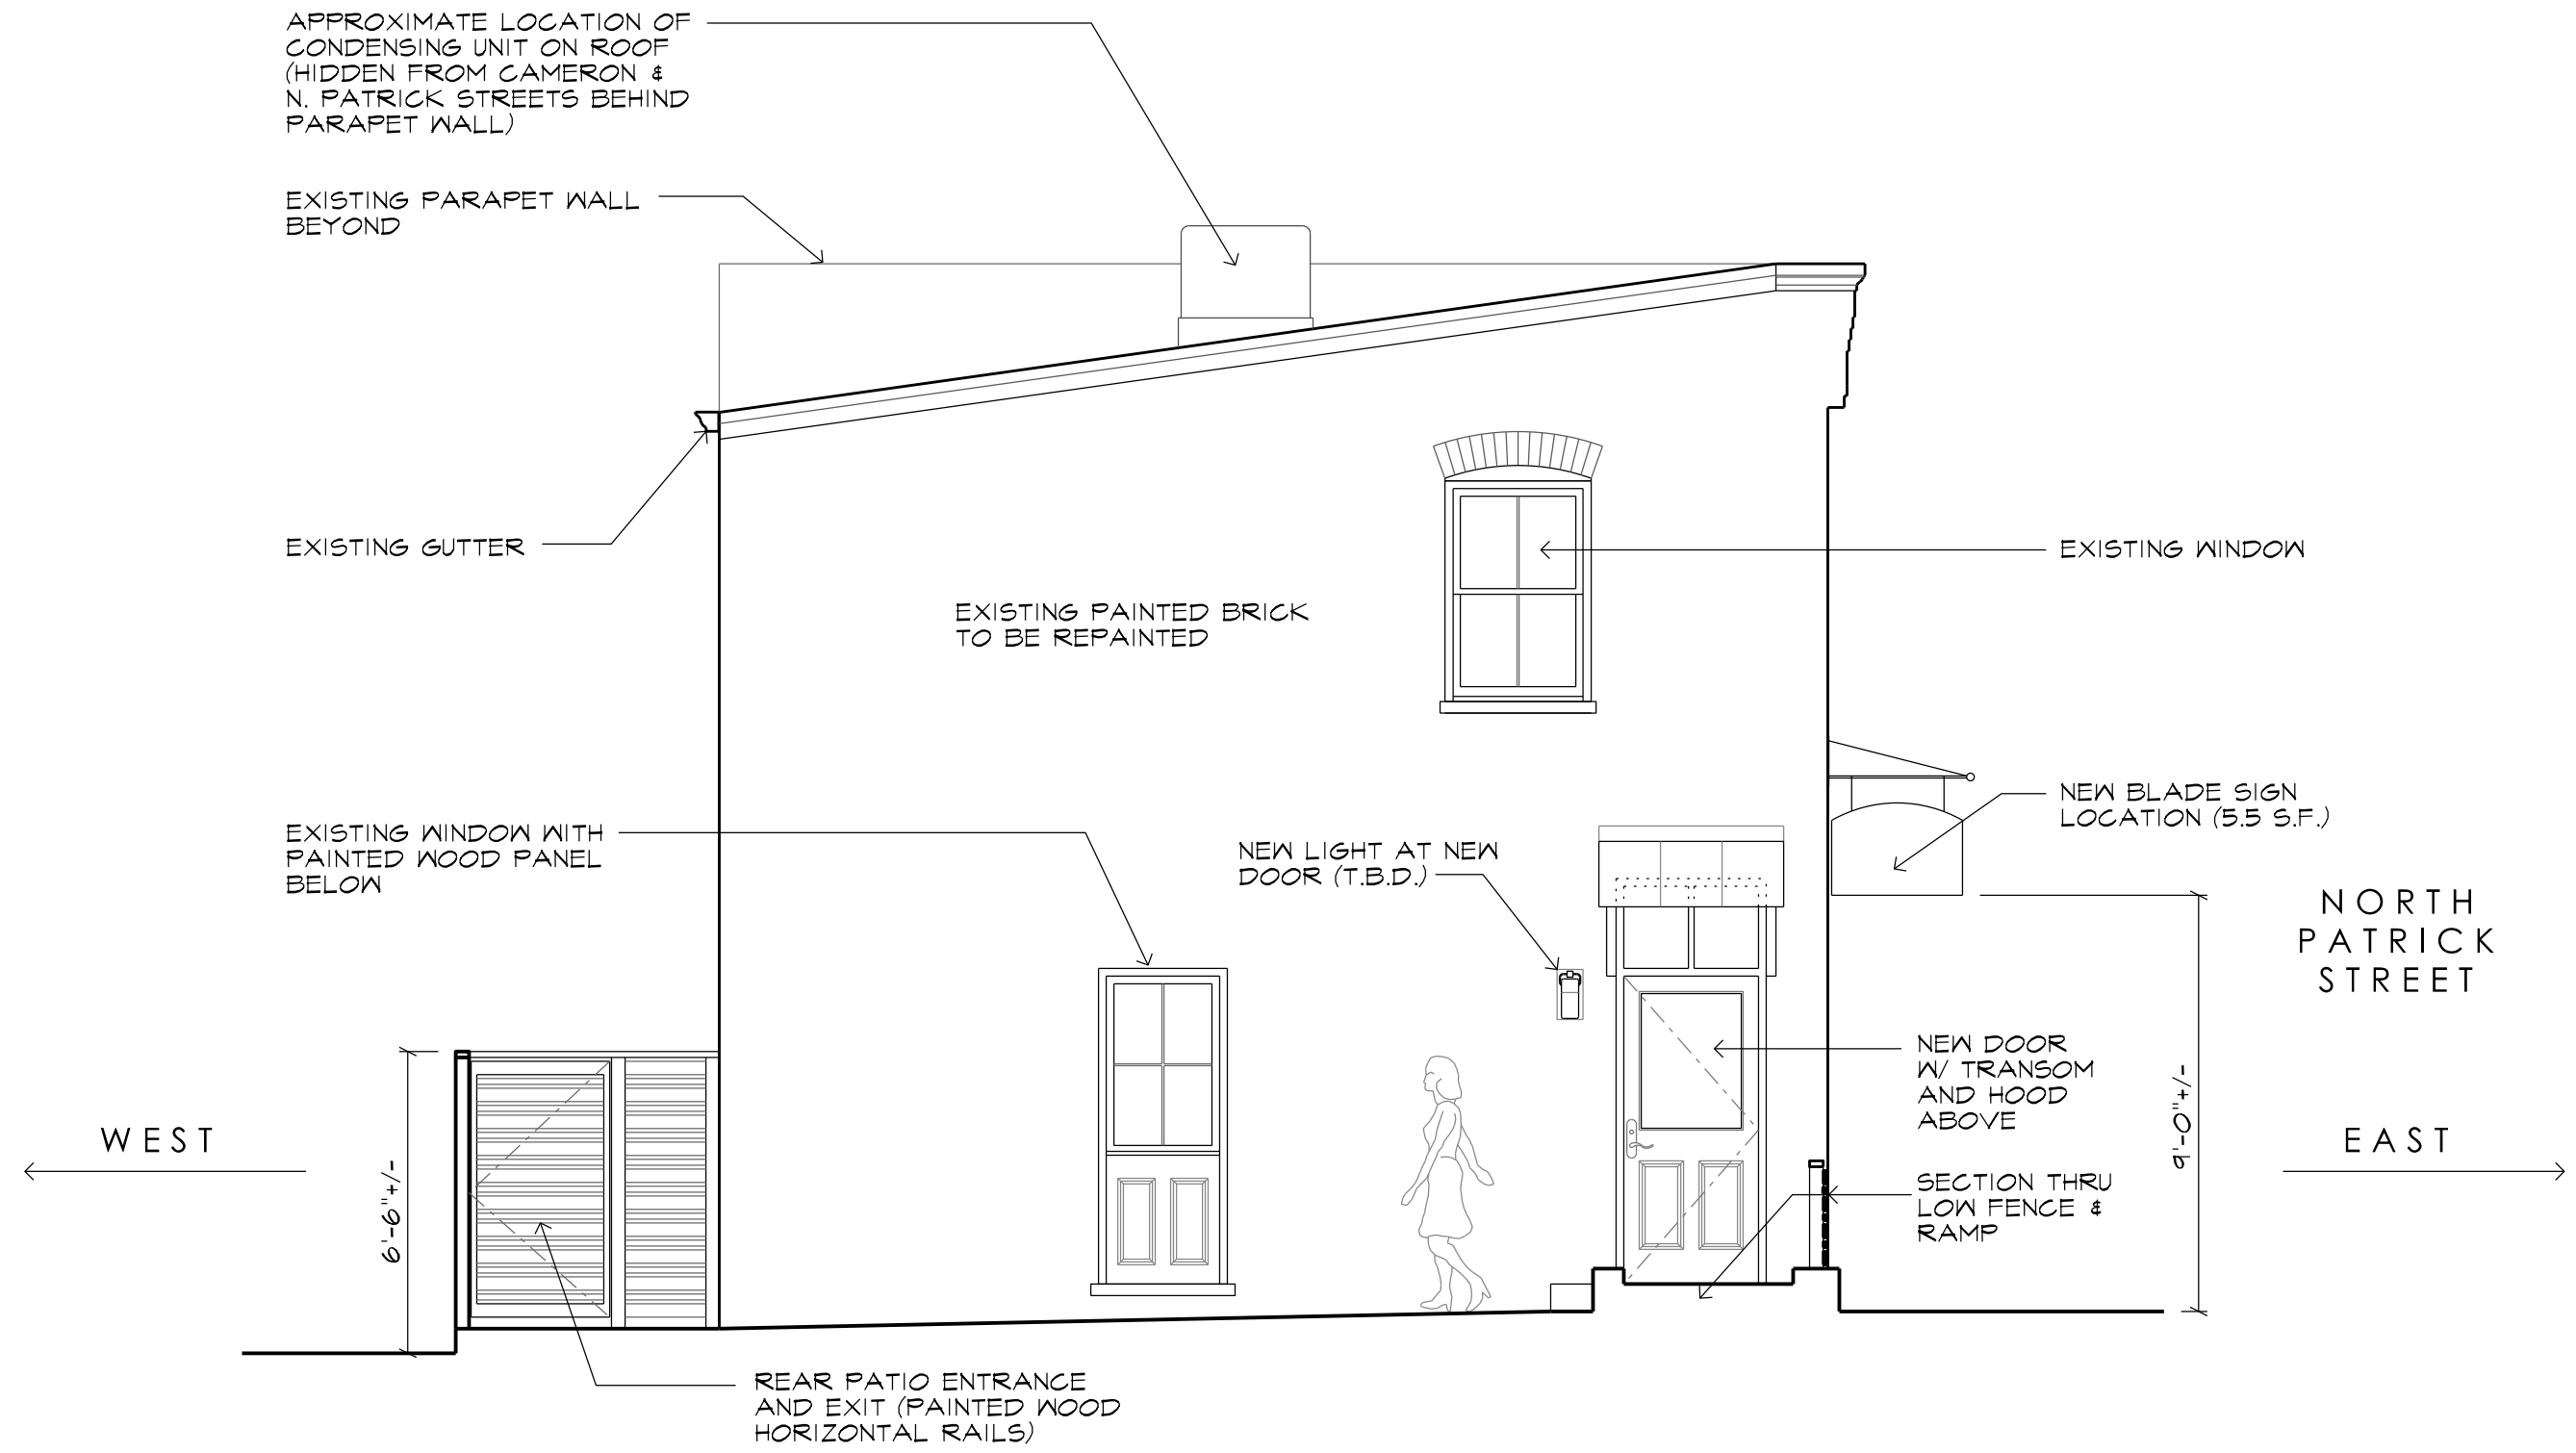 APPROXIMATE LOCATION OF
CONDENSING UNIT ON ROOF
(HIDDEN FROM CAMERON &
N. PATRICK STREETS BEHIND
PARAPET WALL)
EXISTING PARAPET WALL
BEYOND
EXISTING GUTTER
EXISTING WINDOW
EXISTING PAINTED BRICK
TO BE REPAINTED
NEW BLADE SIGN
LOCATION (5.5 S.F.)
EXISTING WINDOW WITH
PAINTED WOOD PANEL
BELOW
NEW LIGHT AT NEW
DOOR (T.B.D.)
NORTH
PATRICK
STREET
NEW DOOR
W/ TRANSOM
AND HOOD
ABOVE
9'-0"+/-
WEST
EAST
6'-6"+/-
SECTION THRU
LOW FENCE &
RAMP
REAR PATIO ENTRANCE
AND EXIT (PAINTED WOOD
HORIZONTAL RAILS)